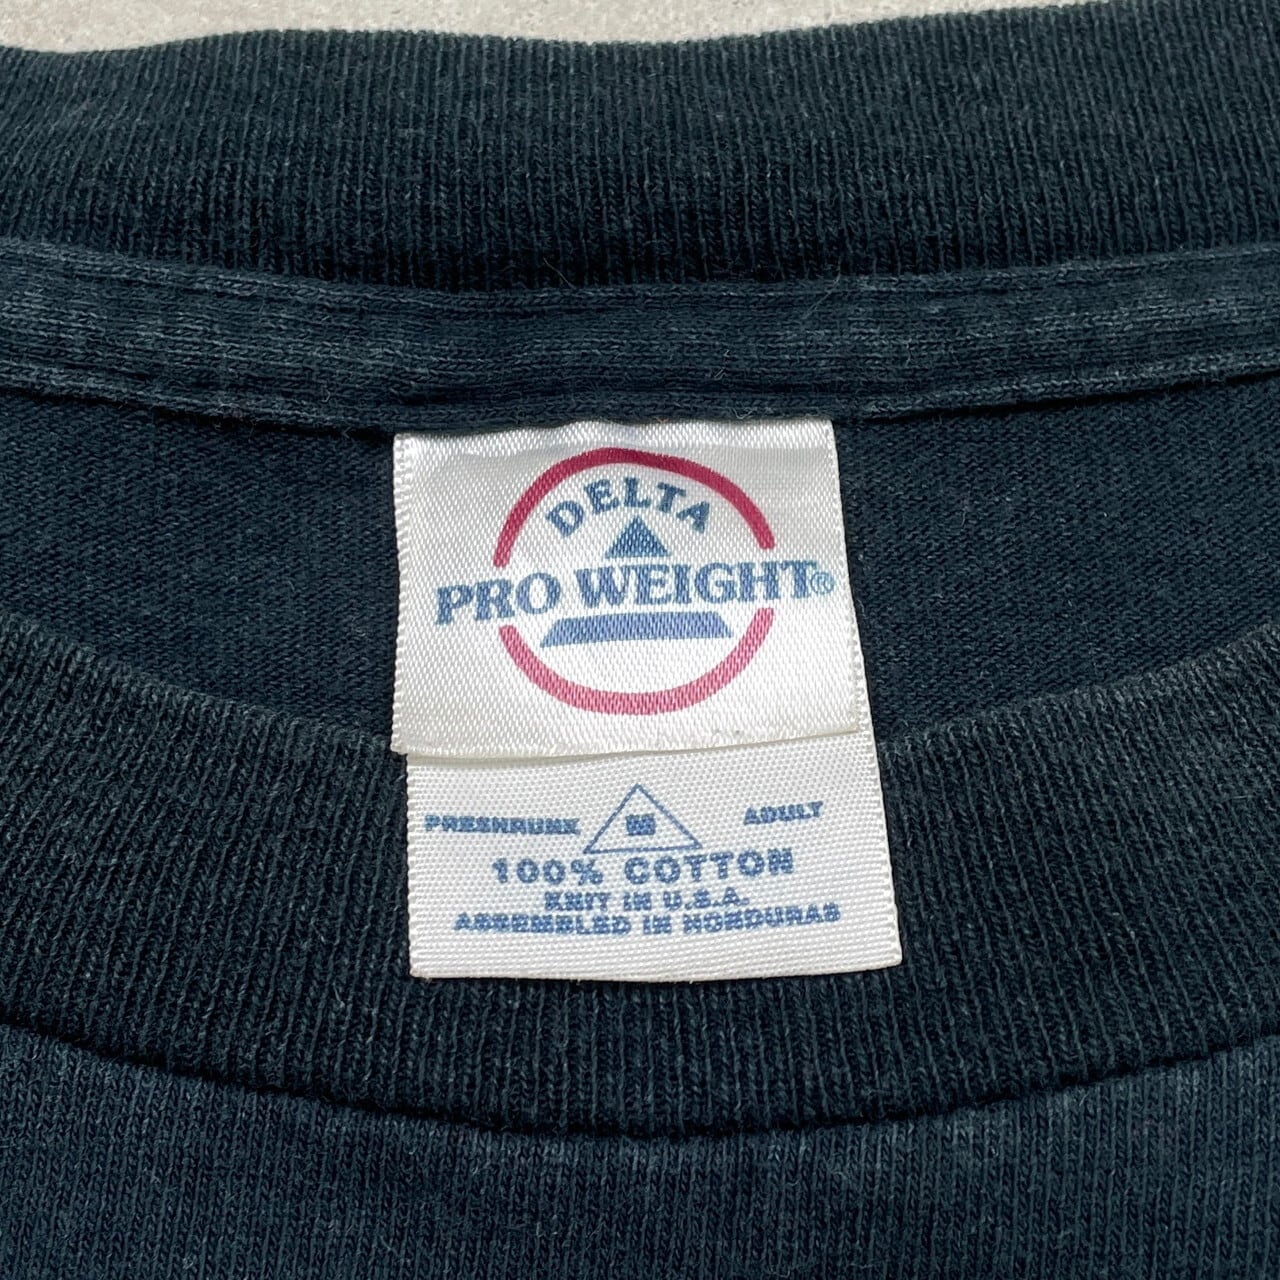 DELTA
PRO WEIGHT®
PRESHRUNK M ADULT
100% COTTON
KNIT IN U.S.A.
ASSEMBLED IN HONDURAS